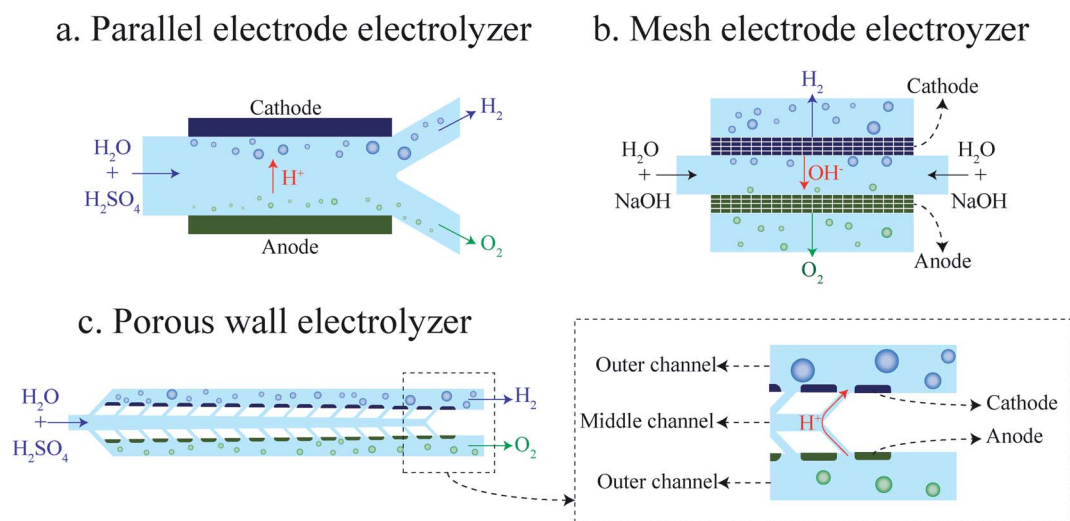 a. Parallel electrode electrolyzer
Cathode
H₂O
+
H₂SO₄
H⁺
Anode
H₂
O₂
b. Mesh electrode electroyzer
H₂
Cathode
H₂O
+
NaOH
OH⁻
H₂O
+
NaOH
O₂
Anode
c. Porous wall electrolyzer
H₂O
+
H₂SO₄
H₂
O₂
Outer channel
Middle channel
H⁺
Outer channel
Cathode
Anode